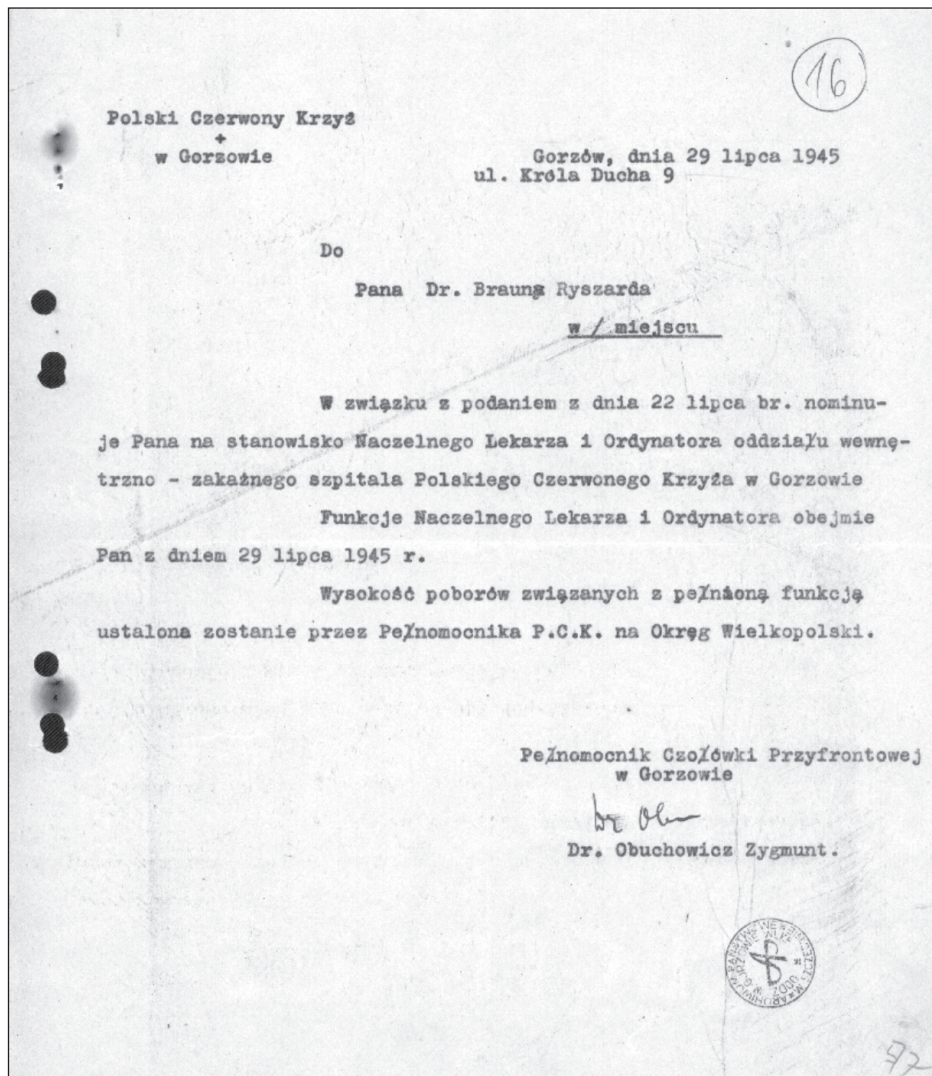 16
Polski Czerwony Krzyż
+
w Gorzowie
Gorzów, dnia 29 lipca 1945
ul. Króla Ducha 9
Do
Pana Dr. Brauna Ryszarda
w / miejscu
W związku z podaniem z dnia 22 lipca br. nominu-
je Pana na stanowisko Naczelnego Lekarza i Ordynatora oddziału wewnę-
trzno - zakaźnego szpitala Polskiego Czerwonego Krzyża w Gorzowie
Funkcje Naczelnego Lekarza i Ordynatora obejmie
Pan z dniem 29 lipca 1945 r.
Wysokość poborów związanych z pełnioną funkcją
ustalona zostanie przez Pełnomocnika P.C.K. na Okręg Wielkopolski.
Pełnomocnik Czołówki Przyfrontowej
w Gorzowie
Dr Obu
Dr. Obuchowicz Zygmunt.